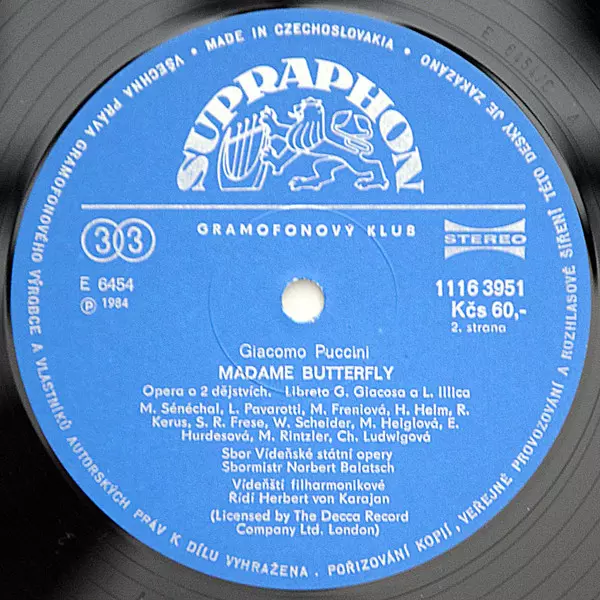 VŠECHNA PRÁVA GRAMOFONOVÉHO VÝROBCE A VLASTNÍKŮ AUTORSKÝCH PRÁV K DÍLU VYHRAŽENA. POŘIZOVÁNÍ KOPIÍ, VEŘEJNÉ PROVOZOVÁNÍ A ROZHLASOVÉ ŠÍŘENÍ TÉTO DESKY JE ZAKÁZÁNO • MADE IN CZECHOSLOVAKIA •
SUPRAPHON
33
GRAMOFONOVÝ KLUB
STEREO
E 6454
1116 3951
℗ 1984
Kčs 60,-
2. strana
Giacomo Puccini
MADAME BUTTERFLY
Opera o 2 dějstvích. Libreto G. Giacosa a L. Illica
M. Sénéchal, L. Pavarotti, M. Freniová, H. Helm, R.
Kerus, S. R. Frese, W. Scheider, M. Heiglová, E.
Hurdesová, M. Rintzler, Ch. Ludwigová
Sbor Vídeňské státní opery
Sbormistr Norbert Balatsch
Vídeňští filharmonikové
Řídí Herbert von Karajan
(Licensed by The Decca Record
Company Ltd. London)